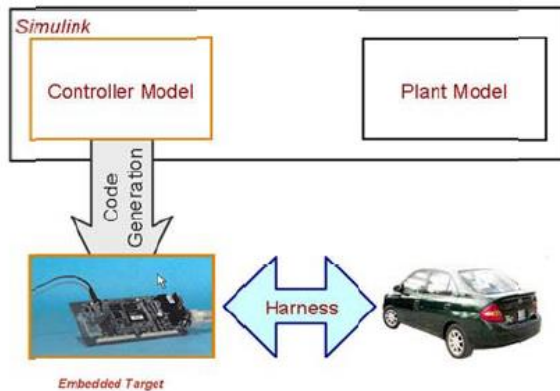 Simulink
Controller Model
Plant Model
Code
Generation
Harness
Embedded Target